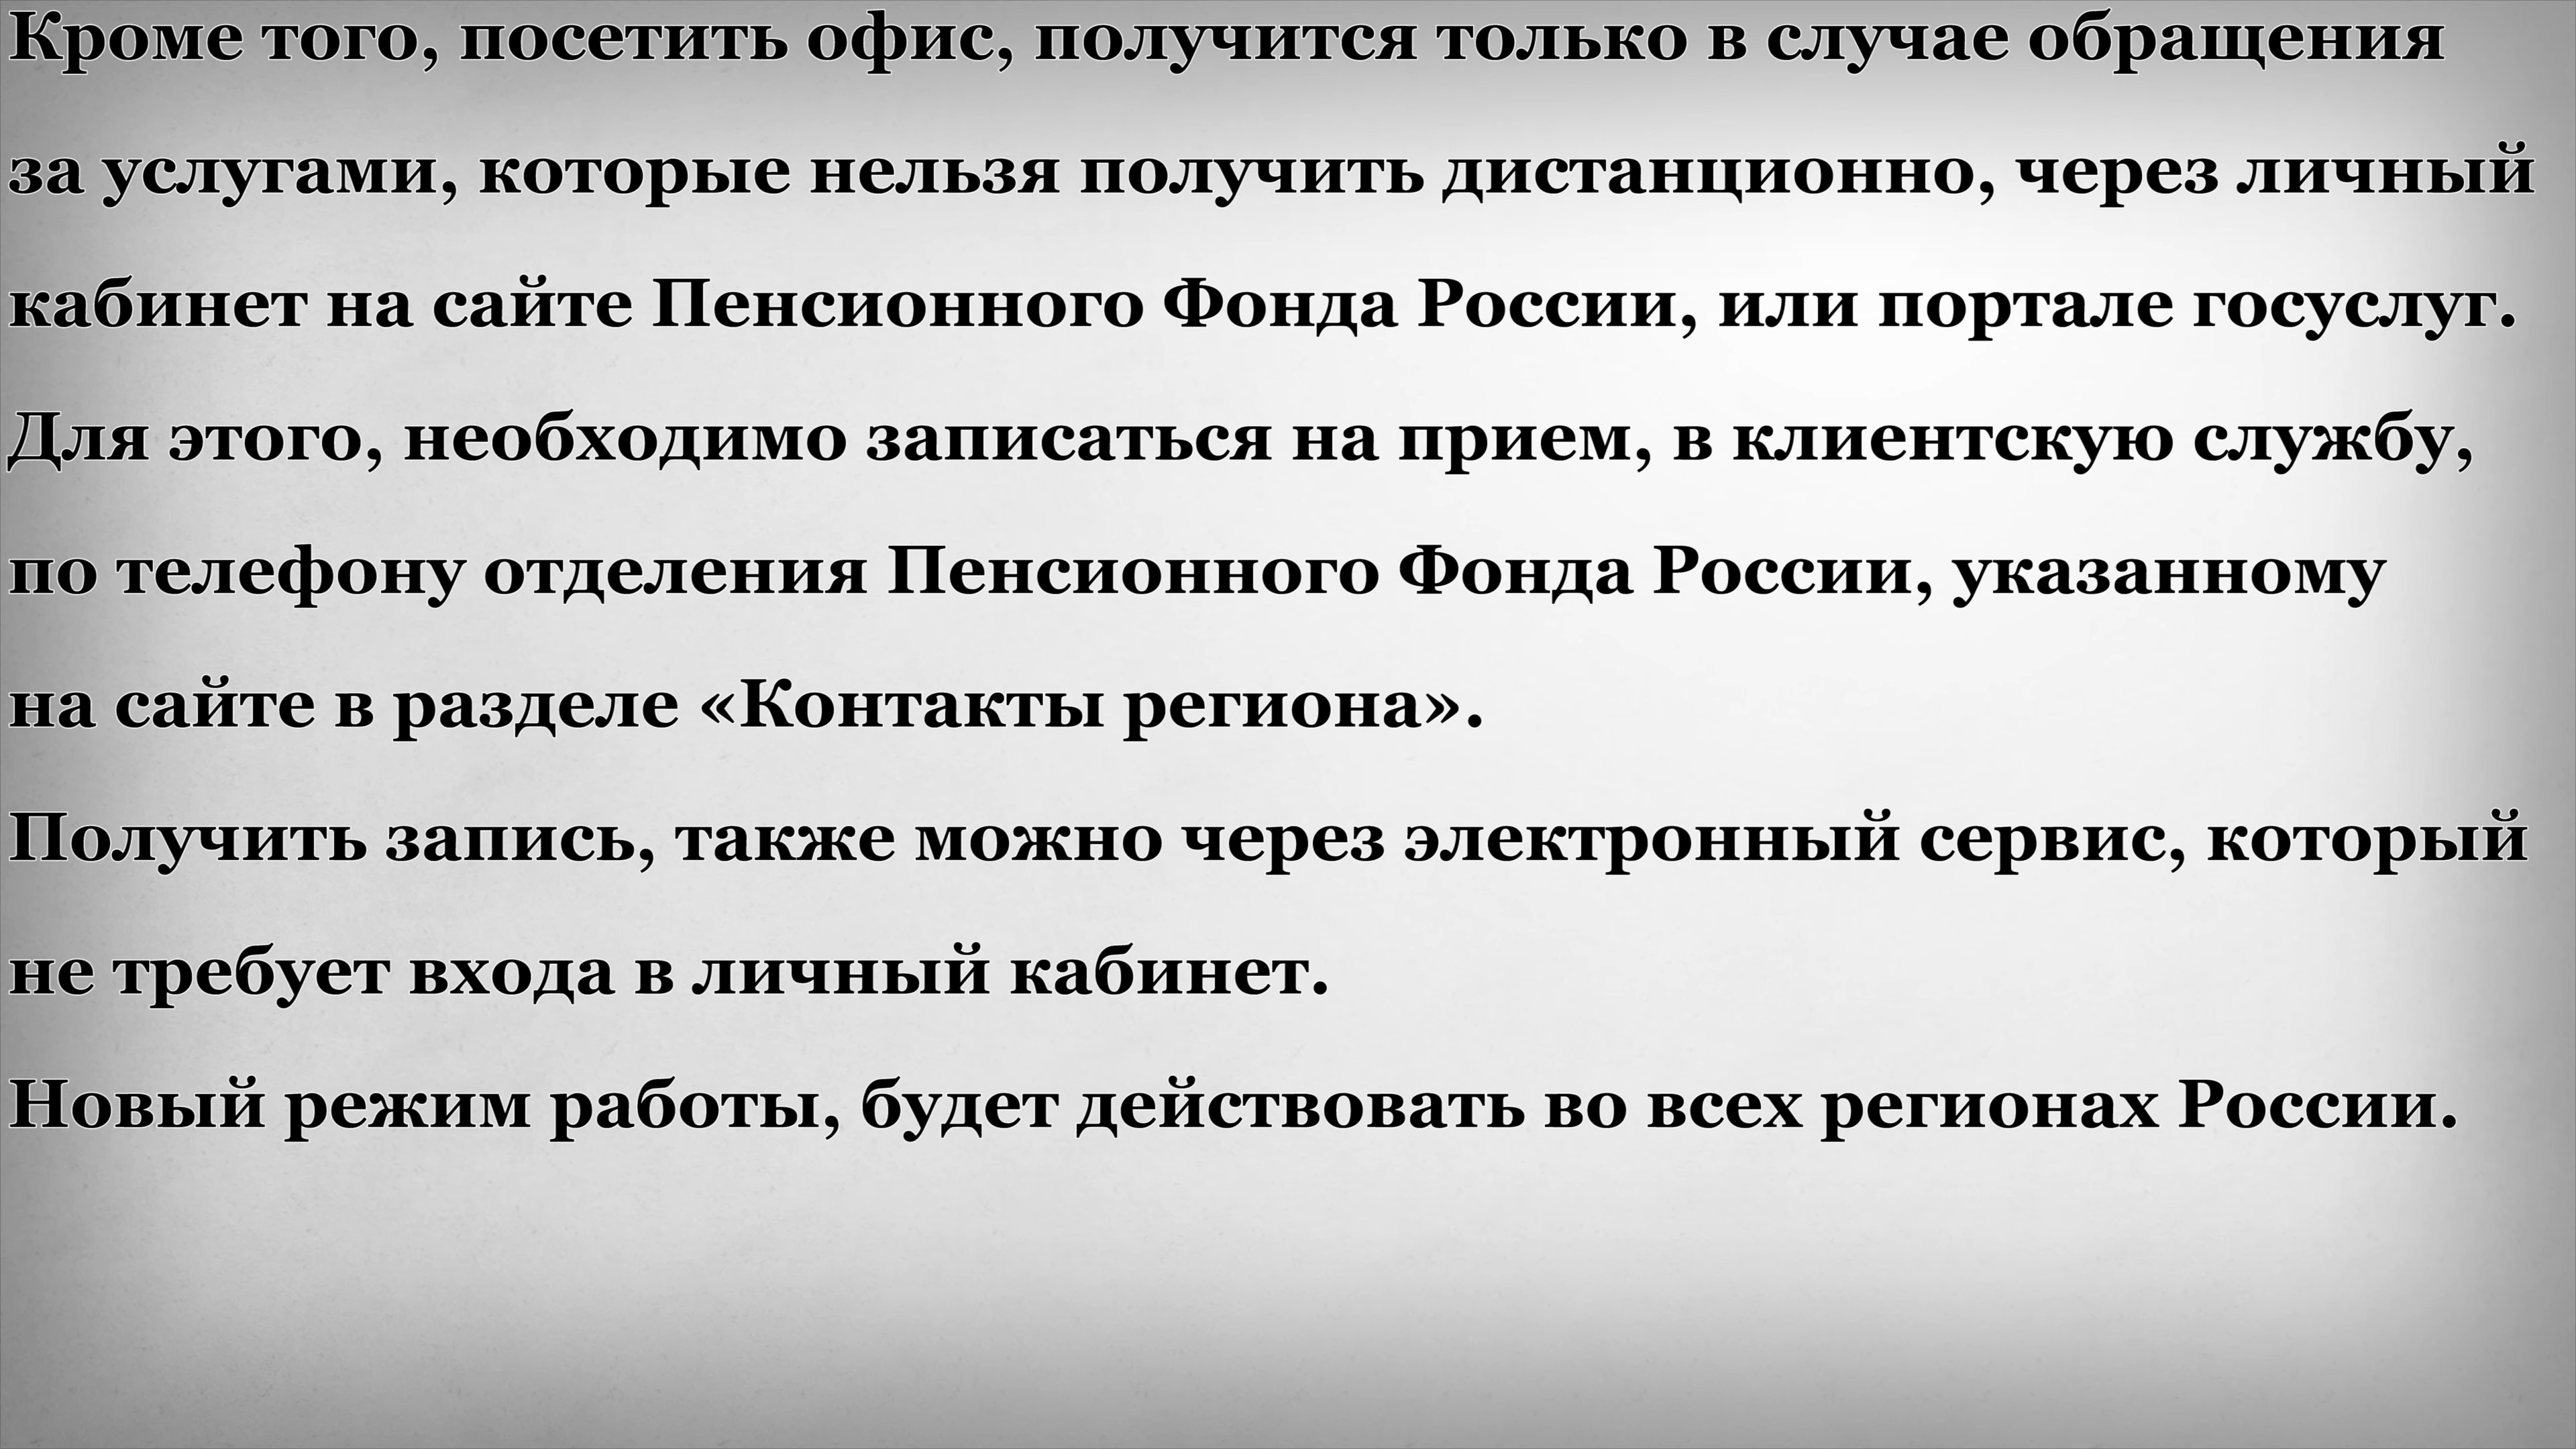 Кроме того, посетить офис, получится только в случае обращения
за услугами, которые нельзя получить дистанционно, через личный
кабинет на сайте Пенсионного Фонда России, или портале госуслуг.
Для этого, необходимо записаться на прием, в клиентскую службу,
по телефону отделения Пенсионного Фонда России, указанному
на сайте в разделе «Контакты региона».
Получить запись, также можно через электронный сервис, который
не требует входа в личный кабинет.
Новый режим работы, будет действовать во всех регионах России.